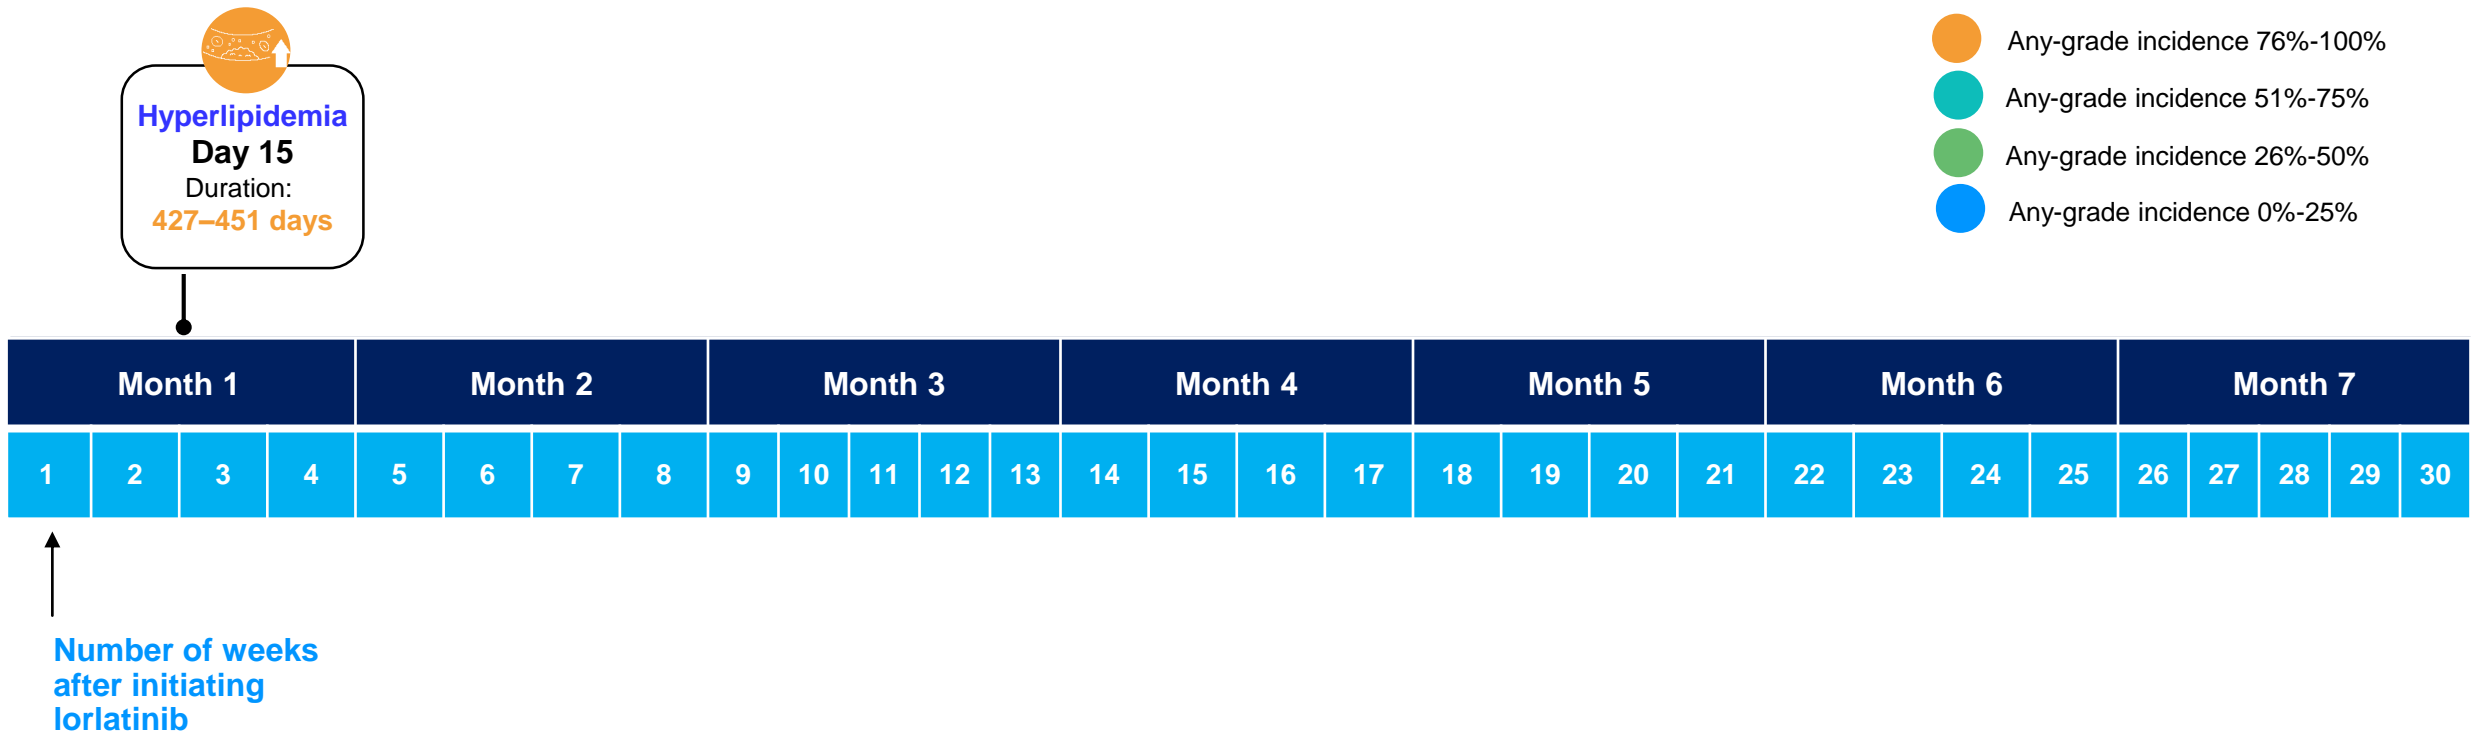 Hyperlipidemia
Day 15
Duration:
427–451 days
Any-grade incidence 76%-100%
Any-grade incidence 51%-75%
Any-grade incidence 26%-50%
Any-grade incidence 0%-25%
Month 1 Month 2 Month 3 Month 4 Month 5 Month 6 Month 7
1 2 3 4 5 6 7 8 9 10 11 12 13 14 15 16 17 18 19 20 21 22 23 24 25 26 27 28 29 30
Number of weeks
after initiating
lorlatinib